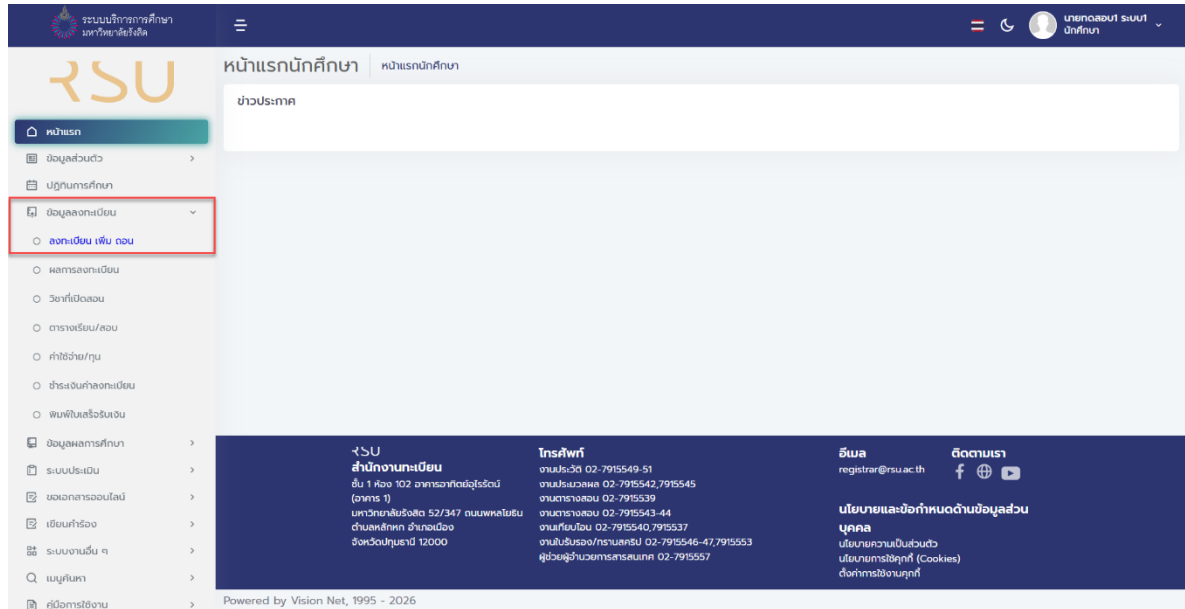 ระบบบริการการศึกษา
มหาวิทยาลัยรังสิต
นายทดสอบ1 ระบบ1
นักศึกษา
RSU
หน้าแรกนักศึกษา
หน้าแรกนักศึกษา
ข่าวประกาศ
หน้าแรก
ข้อมูลส่วนตัว
ปฏิทินการศึกษา
ข้อมูลลงทะเบียน
ลงทะเบียน เพิ่ม ถอน
ผลการลงทะเบียน
วิชาที่เปิดสอน
ตารางเรียน/สอบ
ค่าใช้จ่าย/ทุน
ชำระเงินค่าลงทะเบียน
พิมพ์ใบเสร็จรับเงิน
ข้อมูลผลการศึกษา
ระบบประเมิน
ขอเอกสารออนไลน์
เขียนคำร้อง
ระบบงานอื่น ๆ
เมนูค้นหา
คู่มือการใช้งาน
RSU
สำนักงานทะเบียน
ชั้น 1 ห้อง 102 อาคารอาทิตย์อุไรรัตน์
(อาคาร 1)
มหาวิทยาลัยรังสิต 52/347 ถนนพหลโยธิน
ตำบลหลักหก อำเภอเมือง
จังหวัดปทุมธานี 12000
โทรศัพท์
งานประวัติ 02-7915549-51
งานประมวลผล 02-7915542,7915545
งานตารางสอบ 02-7915539
งานตารางสอบ 02-7915543-44
งานเทียบโอน 02-7915540,7915537
งานใบรับรอง/ทรานสคริป 02-7915546-47,7915553
ผู้ช่วยผู้อำนวยการสารสนเทศ 02-7915557
อีเมล
registrar@rsu.ac.th
ติดตามเรา
นโยบายและข้อกำหนดด้านข้อมูลส่วน
บุคคล
นโยบายความเป็นส่วนตัว
นโยบายการใช้คุกกี้ (Cookies)
ตั้งค่าการใช้งานคุกกี้
Powered by Vision Net, 1995 - 2026